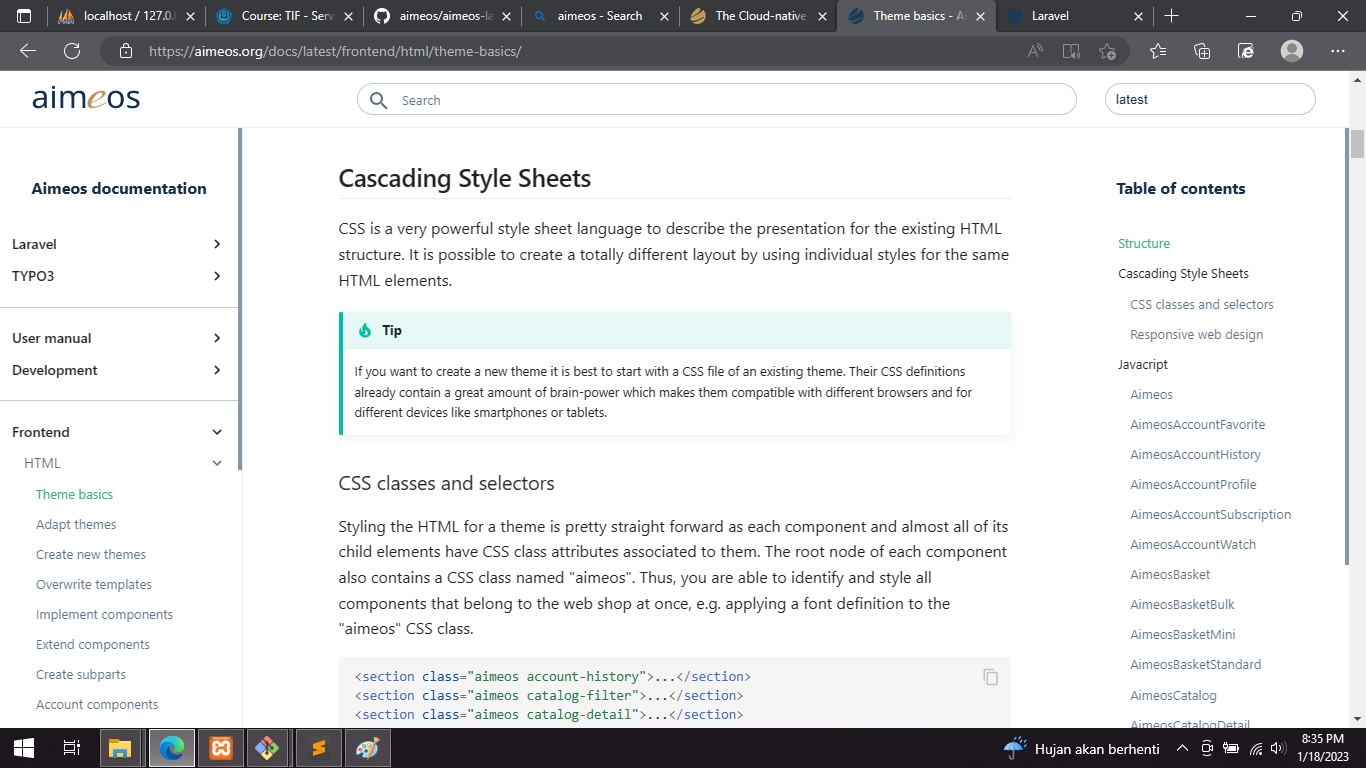 localhost / 127.0.0
Course: TIF - Serv
aimeos/aimeos-la
aimeos - Search
The Cloud-native
Theme basics - Ai
Laravel
https://aimeos.org/docs/latest/frontend/html/theme-basics/
aimeos
Search
latest
Aimeos documentation
Laravel
TYPO3
User manual
Development
Frontend
HTML
Theme basics
Adapt themes
Create new themes
Overwrite templates
Implement components
Extend components
Create subparts
Account components
Cascading Style Sheets
CSS is a very powerful style sheet language to describe the presentation for the existing HTML
structure. It is possible to create a totally different layout by using individual styles for the same
HTML elements.
Tip
If you want to create a new theme it is best to start with a CSS file of an existing theme. Their CSS definitions
already contain a great amount of brain-power which makes them compatible with different browsers and for
different devices like smartphones or tablets.
CSS classes and selectors
Styling the HTML for a theme is pretty straight forward as each component and almost all of its
child elements have CSS class attributes associated to them. The root node of each component
also contains a CSS class named "aimeos". Thus, you are able to identify and style all
components that belong to the web shop at once, e.g. applying a font definition to the
"aimeos" CSS class.
<section class="aimeos account-history">...</section>
<section class="aimeos catalog-filter">...</section>
<section class="aimeos catalog-detail">...</section>
Table of contents
Structure
Cascading Style Sheets
CSS classes and selectors
Responsive web design
Javacript
Aimeos
AimeosAccountFavorite
AimeosAccountHistory
AimeosAccountProfile
AimeosAccountSubscription
AimeosAccountWatch
AimeosBasket
AimeosBasketBulk
AimeosBasketMini
AimeosBasketStandard
AimeosCatalog
AimeosCatalogDetail
Hujan akan berhenti
8:35 PM
1/18/2023